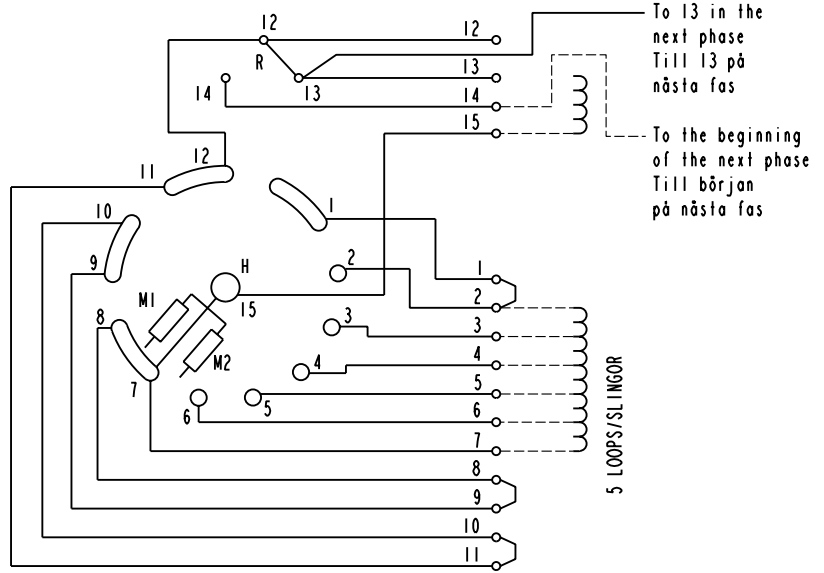 12
12
To 13 in the
next phase
Till 13 på
nästa fas
R
13
14
13
14
15
To the beginning
of the next phase
Till början
på nästa fas
11
12
1
10
9
H
2
1
15
2
M1
8
3
3
M2
4
4
7
5
5
6
6
7
8
9
10
11
5 LOOPS/SLINGOR